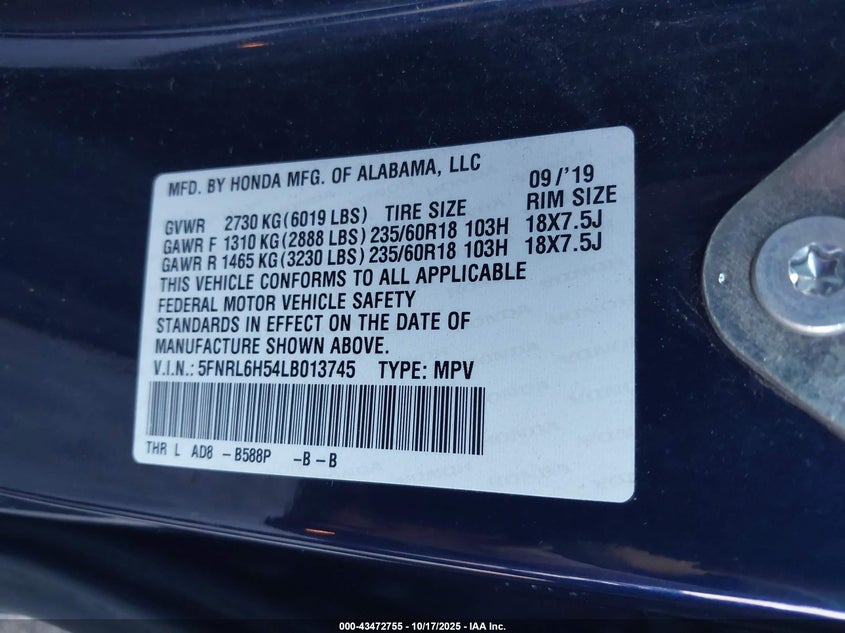 MFD. BY HONDA MFG. OF ALABAMA, LLC 09/'19
GVWR 2730 KG(6019 LBS) TIRE SIZE RIM SIZE
GAWR F 1310 KG(2888 LBS) 235/60R18 103H 18X7.5J
GAWR R 1465 KG(3230 LBS) 235/60R18 103H 18X7.5J
THIS VEHICLE CONFORMS TO ALL APPLICABLE
FEDERAL MOTOR VEHICLE SAFETY
STANDARDS IN EFFECT ON THE DATE OF
MANUFACTURE SHOWN ABOVE.
V.I.N.: 5FNRL6H54LB013745 TYPE: MPV
THR L AD8 -B588P -B-B
000-43472755 - 10/17/2025 - IAA Inc.